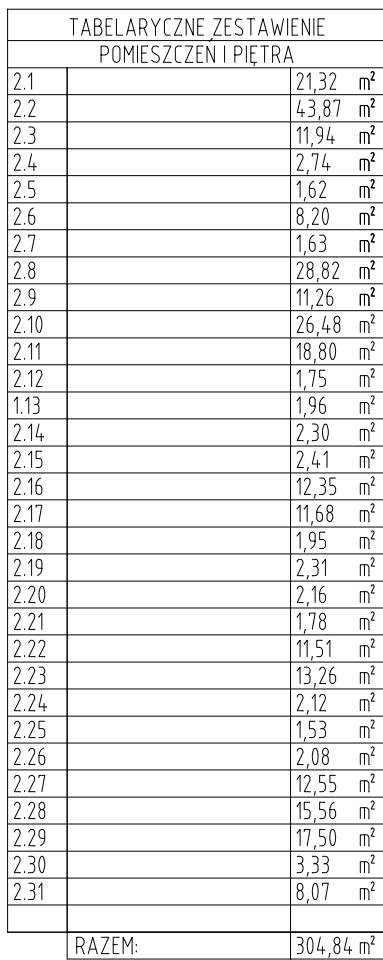 TABELARYCZNE ZESTAWIENIE
POMIESZCZEŃ I PIĘTRA
2.1 21,32 m²
2.2 43,87 m²
2.3 11,94 m²
2.4 2,74 m²
2.5 1,62 m²
2.6 8,20 m²
2.7 1,63 m²
2.8 28,82 m²
2.9 11,26 m²
2.10 26,48 m²
2.11 18,80 m²
2.12 1,75 m²
1.13 1,96 m²
2.14 2,30 m²
2.15 2,41 m²
2.16 12,35 m²
2.17 11,68 m²
2.18 1,95 m²
2.19 2,31 m²
2.20 2,16 m²
2.21 1,78 m²
2.22 11,51 m²
2.23 13,26 m²
2.24 2,12 m²
2.25 1,53 m²
2.26 2,08 m²
2.27 12,55 m²
2.28 15,56 m²
2.29 17,50 m²
2.30 3,33 m²
2.31 8,07 m²
RAZEM: 304,84 m²